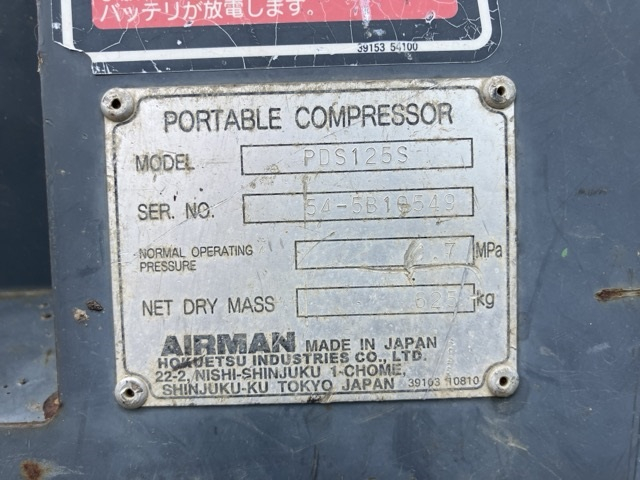 バッテリが放電します。
39153 54100
PORTABLE COMPRESSOR
MODEL PDS125S
SER. NO. 54-5B10549
NORMAL OPERATING PRESSURE .7 MPa
NET DRY MASS kg
AIRMAN MADE IN JAPAN
HOKUETSU INDUSTRIES CO., LTD.
22-2, NISHI-SHINJUKU 1-CHOME,
SHINJUKU-KU TOKYO JAPAN 39103 10810